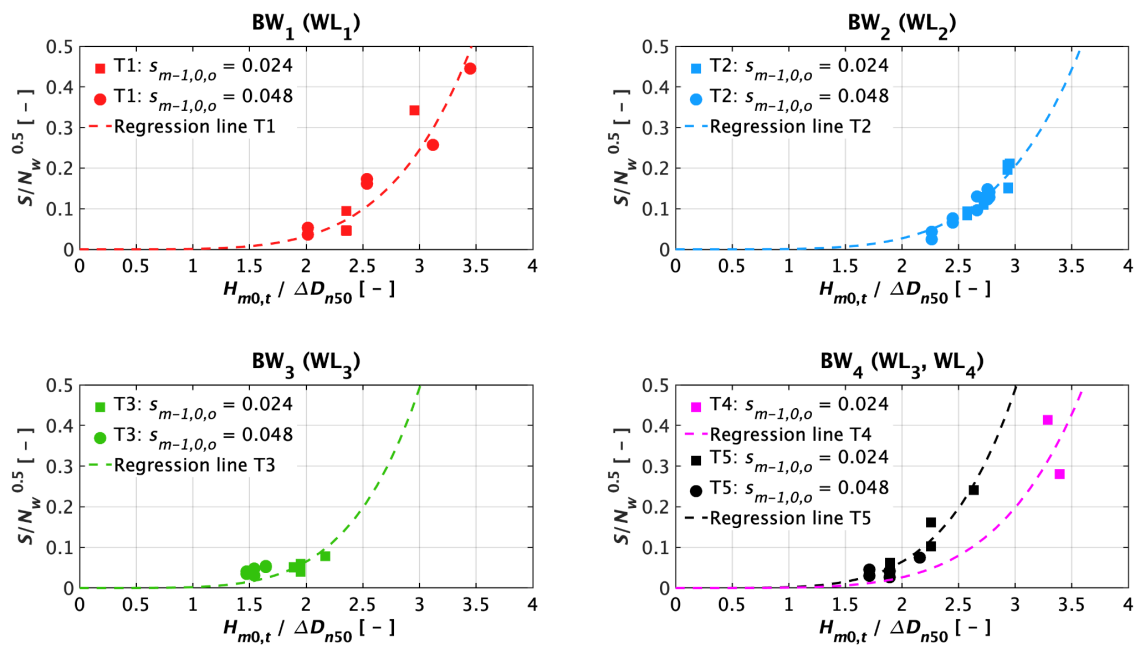 BW1 (WL1)
0.5
0.4
0.3
0.2
0.1
0
S/Nw^0.5 [ - ]
T1: sm−1,0,o = 0.024
T1: sm−1,0,o = 0.048
Regression line T1
0 0.5 1 1.5 2 2.5 3 3.5 4
Hm0,t / ΔDn50 [ - ]
BW2 (WL2)
0.5
0.4
0.3
0.2
0.1
0
S/Nw^0.5 [ - ]
T2: sm−1,0,o = 0.024
T2: sm−1,0,o = 0.048
Regression line T2
0 0.5 1 1.5 2 2.5 3 3.5 4
Hm0,t / ΔDn50 [ - ]
BW3 (WL3)
0.5
0.4
0.3
0.2
0.1
0
S/Nw^0.5 [ - ]
T3: sm−1,0,o = 0.024
T3: sm−1,0,o = 0.048
Regression line T3
0 0.5 1 1.5 2 2.5 3 3.5 4
Hm0,t / ΔDn50 [ - ]
BW4 (WL3, WL4)
0.5
0.4
0.3
0.2
0.1
0
S/Nw^0.5 [ - ]
T4: sm−1,0,o = 0.024
Regression line T4
T5: sm−1,0,o = 0.024
T5: sm−1,0,o = 0.048
Regression line T5
0 0.5 1 1.5 2 2.5 3 3.5 4
Hm0,t / ΔDn50 [ - ]